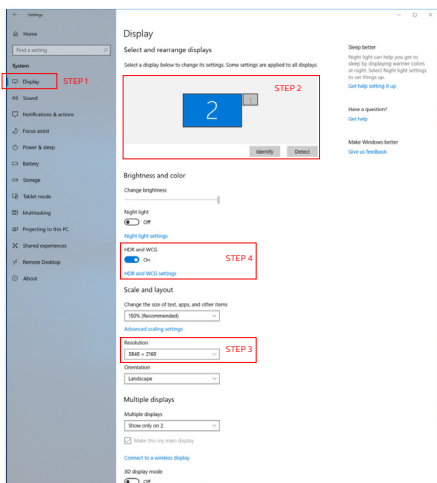 Settings
Home
Find a setting
System
Display
STEP 1
Sound
Notifications & actions
Focus assist
Power & sleep
Battery
Storage
Tablet mode
Multitasking
Projecting to this PC
Shared experiences
Remote Desktop
About
Display
Select and rearrange displays
Select a display below to change its settings. Some settings are applied to all displays.
STEP 2
2
1
Identify
Detect
Brightness and color
Change brightness
Night light
Off
Night light settings
HDR and WCG
On
STEP 4
HDR and WCG settings
Scale and layout
Change the size of text, apps, and other items
150% (Recommended)
Advanced scaling settings
Resolution
3840 × 2160
STEP 3
Orientation
Landscape
Multiple displays
Multiple displays
Show only on 2
Make this my main display
Connect to a wireless display
3D display mode
Off
Sleep better
Night light can help you get to
sleep by displaying warmer colors
at night. Select Night light settings
to set things up.
Get help setting it up
Have a question?
Get help
Make Windows better
Give us feedback